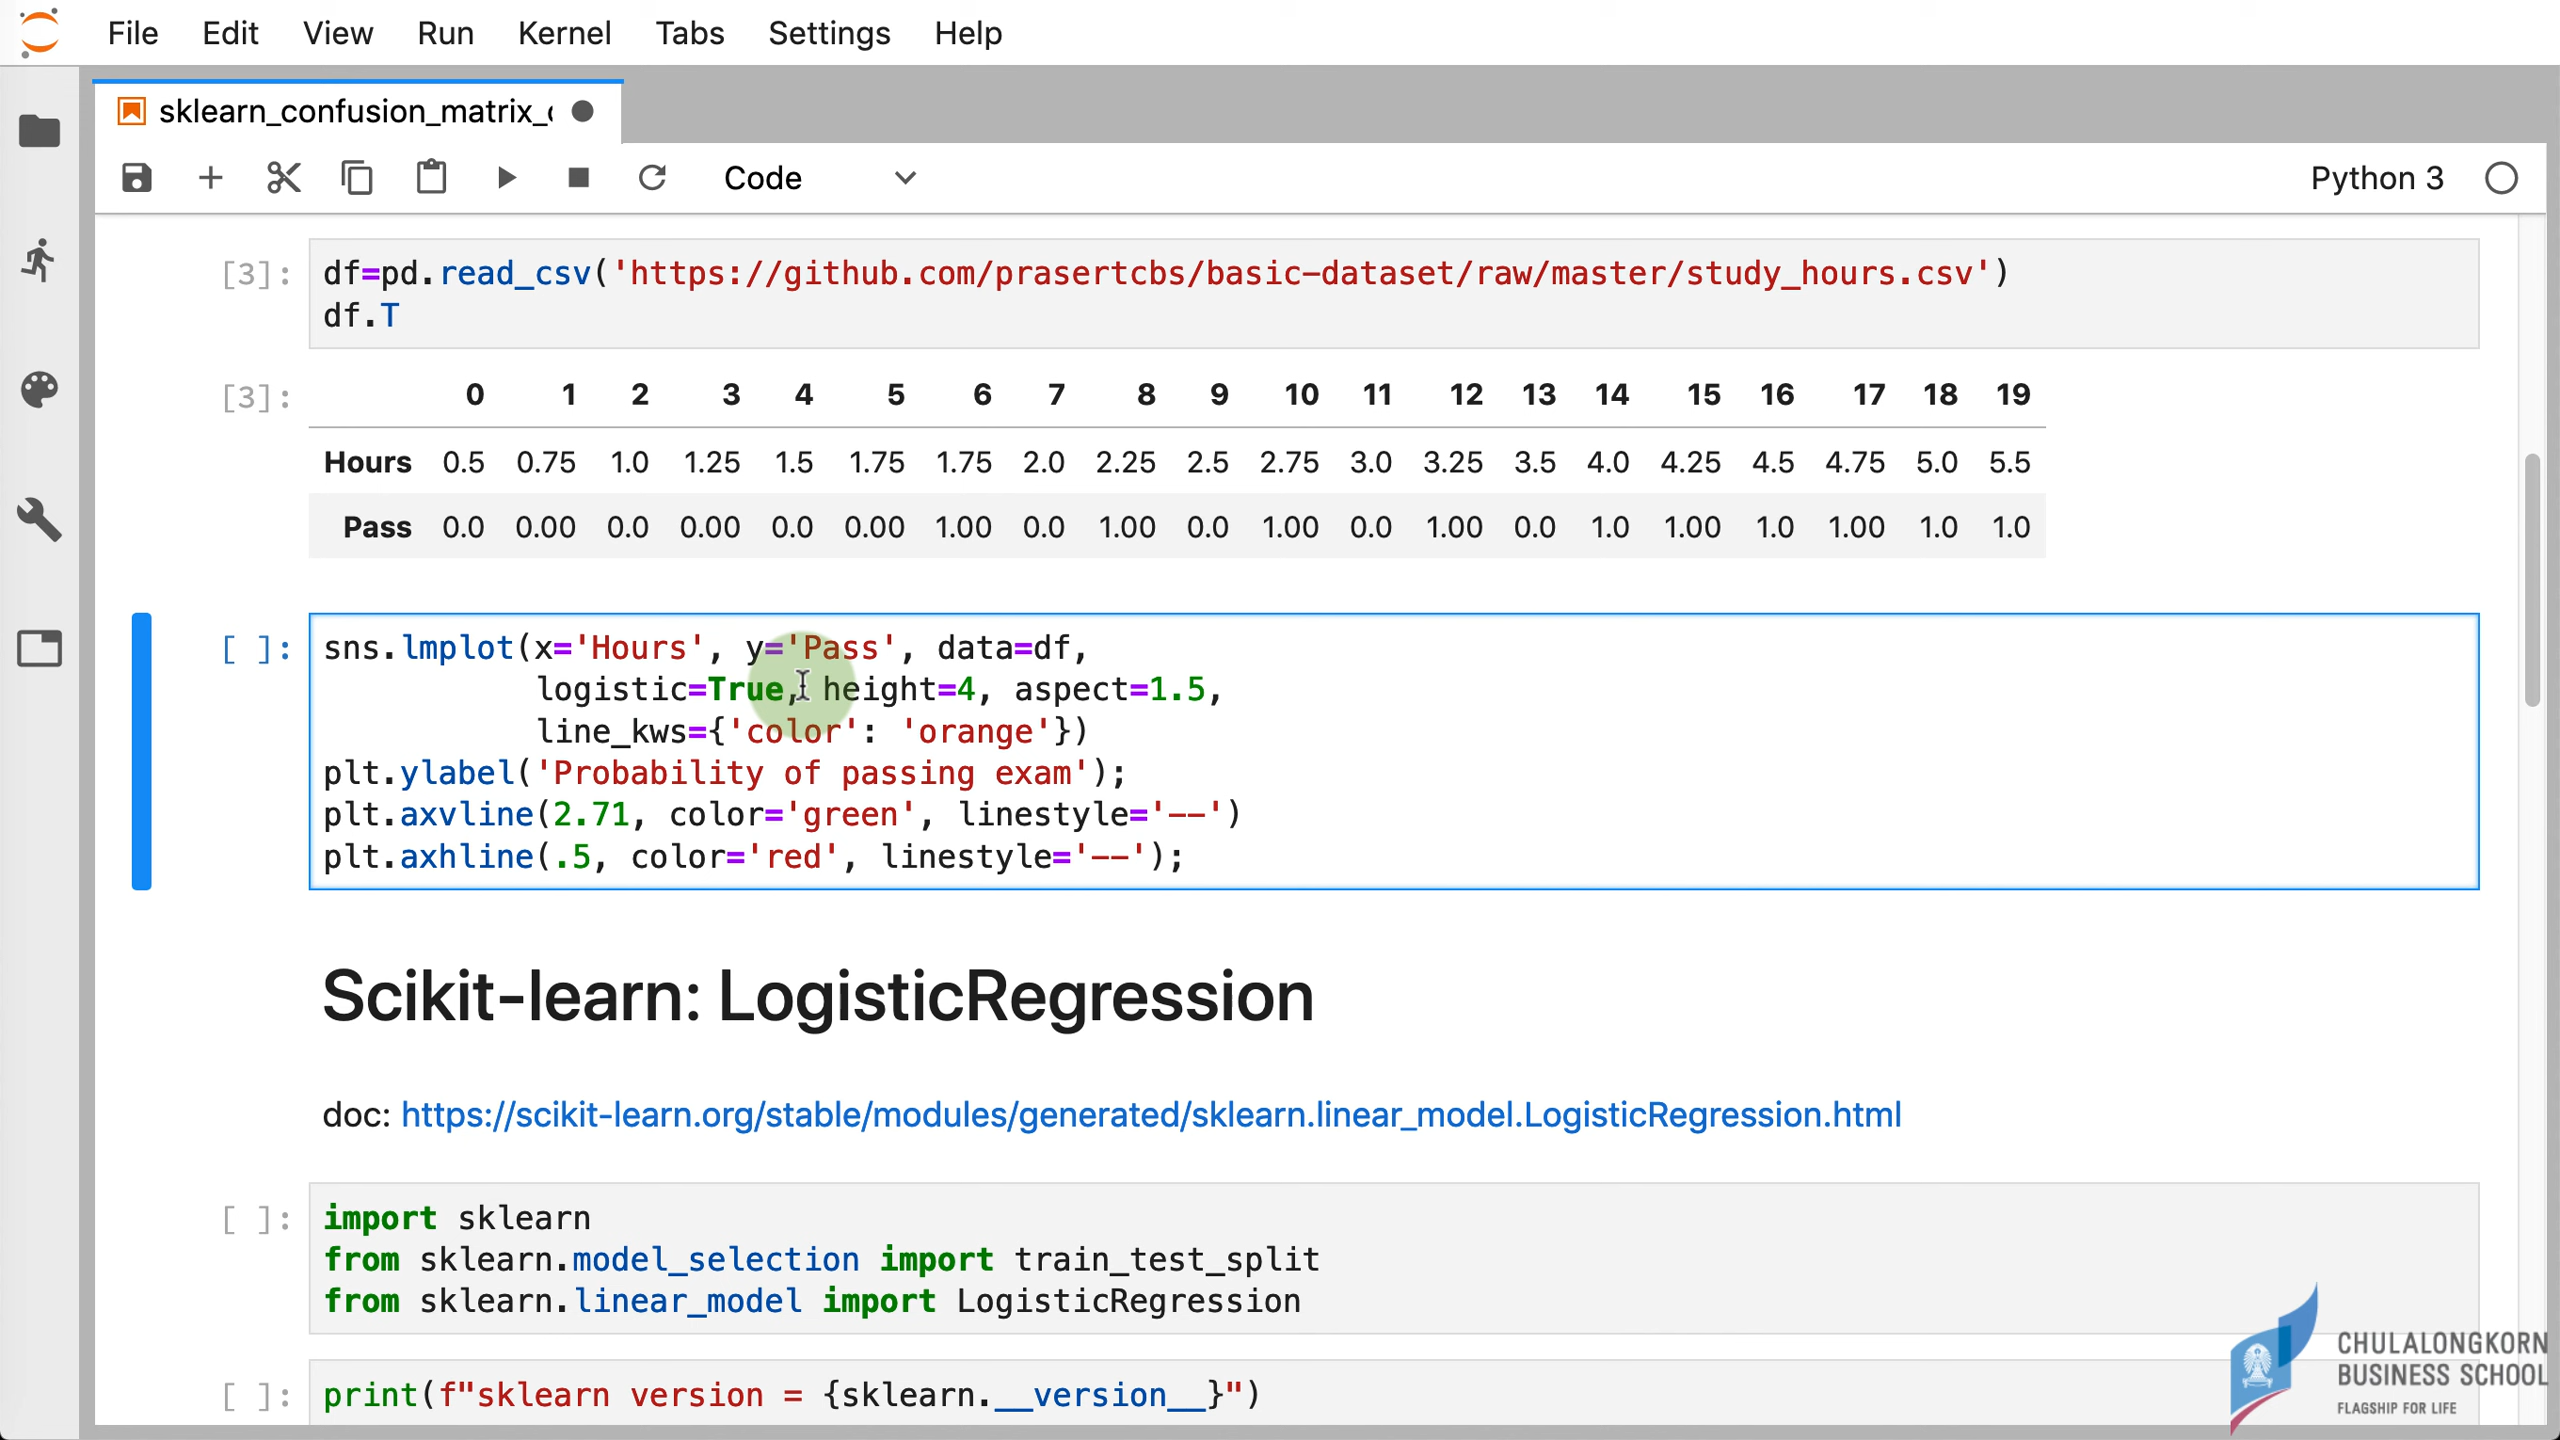 File Edit View Run Kernel Tabs Settings Help
sklearn_confusion_matrix_c
Code Python 3
[3]: df=pd.read_csv('https://github.com/prasertcbs/basic-dataset/raw/master/study_hours.csv')
df.T
[3]: 0 1 2 3 4 5 6 7 8 9 10 11 12 13 14 15 16 17 18 19
Hours 0.5 0.75 1.0 1.25 1.5 1.75 1.75 2.0 2.25 2.5 2.75 3.0 3.25 3.5 4.0 4.25 4.5 4.75 5.0 5.5
Pass 0.0 0.00 0.0 0.00 0.0 0.00 1.00 0.0 1.00 0.0 1.00 0.0 1.00 0.0 1.0 1.00 1.0 1.00 1.0 1.0
[ ]: sns.lmplot(x='Hours', y='Pass', data=df,
logistic=True, height=4, aspect=1.5,
line_kws={'color': 'orange'})
plt.ylabel('Probability of passing exam');
plt.axvline(2.71, color='green', linestyle='--')
plt.axhline(.5, color='red', linestyle='--');
Scikit-learn: LogisticRegression
doc: https://scikit-learn.org/stable/modules/generated/sklearn.linear_model.LogisticRegression.html
[ ]: import sklearn
from sklearn.model_selection import train_test_split
from sklearn.linear_model import LogisticRegression
[ ]: print(f"sklearn version = {sklearn.__version__}")
CHULALONGKORN
BUSINESS SCHOOL
FLAGSHIP FOR LIFE